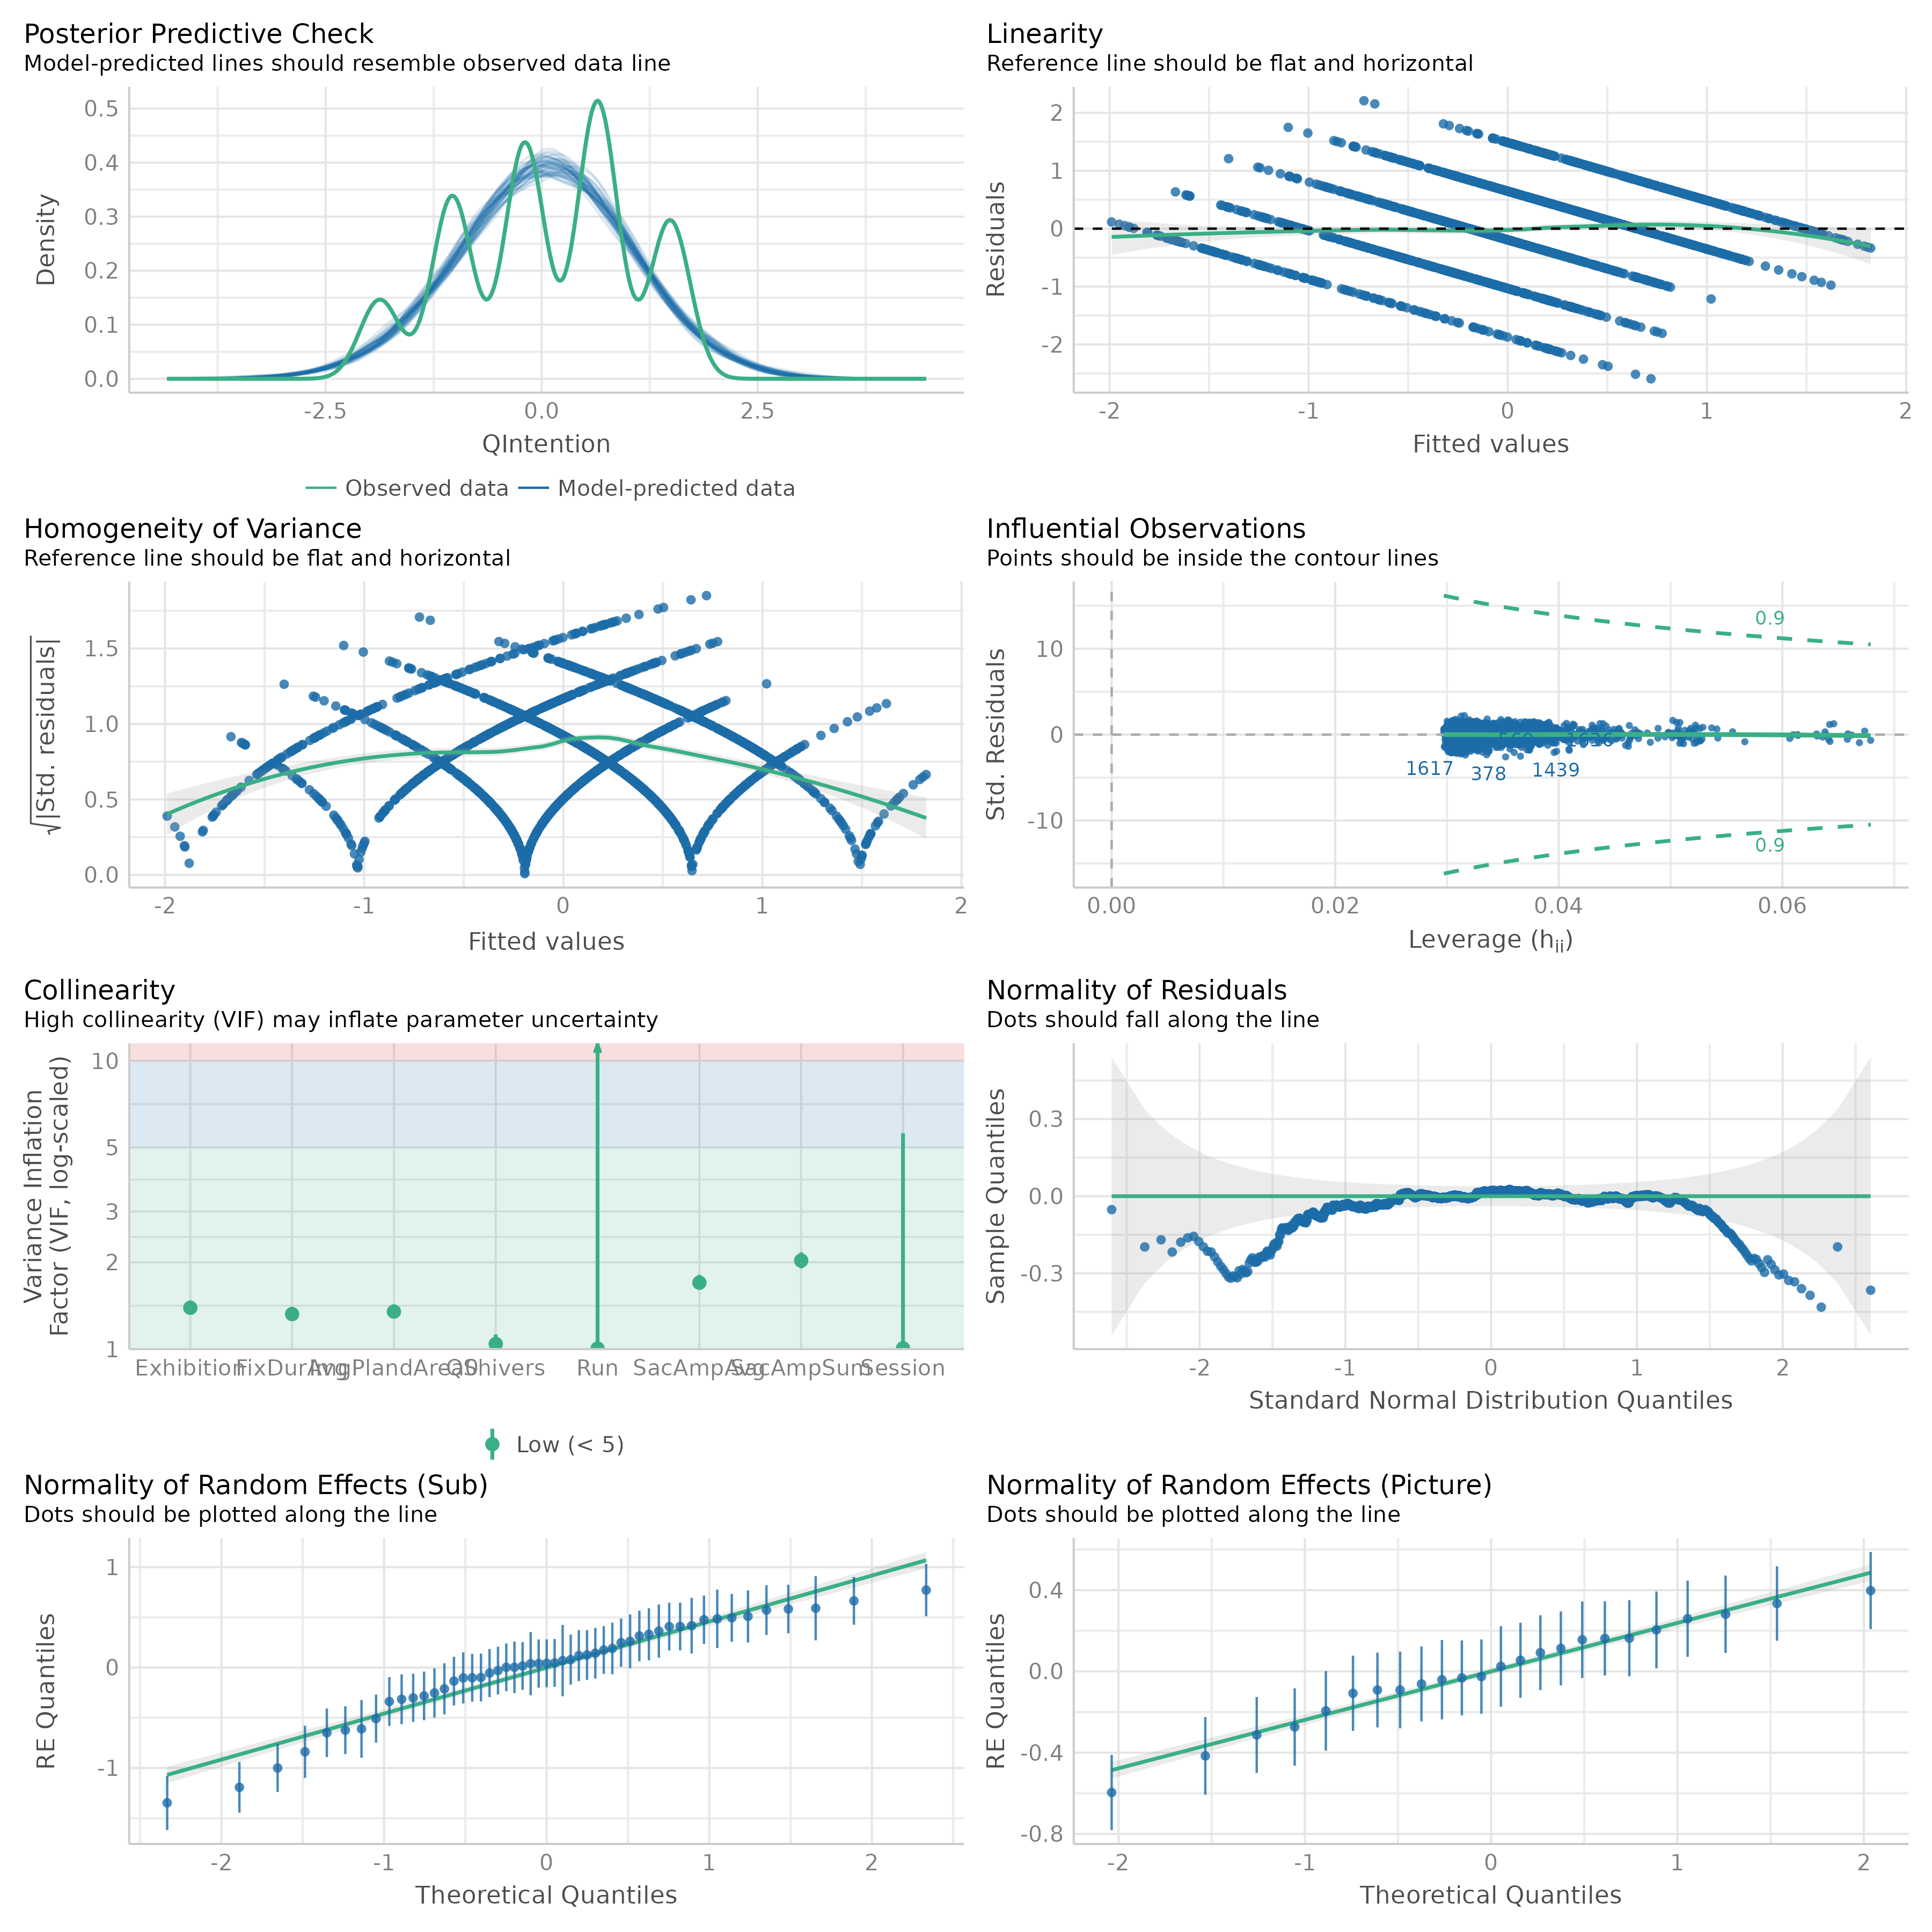 Posterior Predictive Check
Model-predicted lines should resemble observed data line
0.5
0.4
0.3
0.2
0.1
0.0
Density
-2.5 0.0 2.5
QIntention
Observed data Model-predicted data
Linearity
Reference line should be flat and horizontal
2
1
0
-1
-2
Residuals
-2 -1 0 1 2
Fitted values
Homogeneity of Variance
Reference line should be flat and horizontal
1.5
1.0
0.5
0.0
√|Std. residuals|
-2 -1 0 1 2
Fitted values
Influential Observations
Points should be inside the contour lines
10
0
-10
Std. Residuals
0.9
1617 378 1439
0.9
0.00 0.02 0.04 0.06
Leverage (hii)
Collinearity
High collinearity (VIF) may inflate parameter uncertainty
10
5
3
2
1
Variance Inflation
Factor (VIF, log-scaled)
Exhibition FixDurAvg Run SacAmpAvg SacAmpSum Session
Low (< 5)
Normality of Residuals
Dots should fall along the line
0.3
0.0
-0.3
Sample Quantiles
-2 -1 0 1 2
Standard Normal Distribution Quantiles
Normality of Random Effects (Sub)
Dots should be plotted along the line
1
0
-1
RE Quantiles
-2 -1 0 1 2
Theoretical Quantiles
Normality of Random Effects (Picture)
Dots should be plotted along the line
0.4
0.0
-0.4
-0.8
RE Quantiles
-2 -1 0 1 2
Theoretical Quantiles